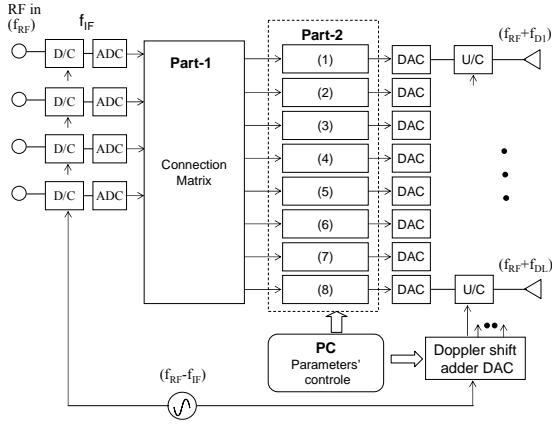 RF in
(fRF)
fIF
D/C
ADC
D/C
ADC
D/C
ADC
D/C
ADC
Part-1
Connection
Matrix
Part-2
(1)
(2)
(3)
(4)
(5)
(6)
(7)
(8)
DAC
DAC
DAC
DAC
DAC
DAC
DAC
DAC
U/C
(fRF+fD1)
U/C
(fRF+fDL)
PC
Parameters'
controle
Doppler shift
adder DAC
(fRF-fIF)